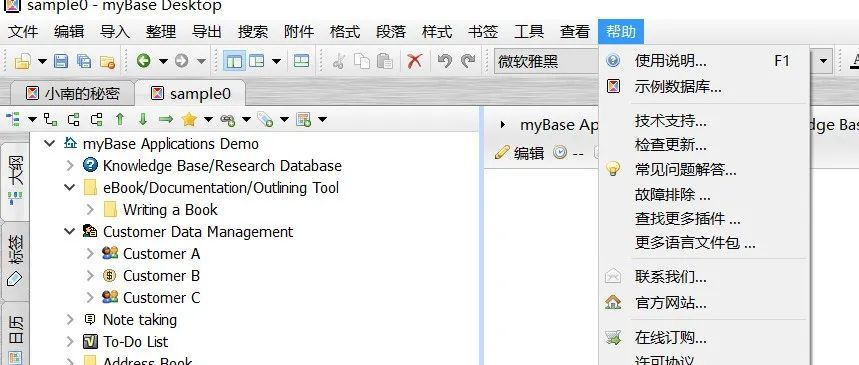 sample0 - myBase Desktop
文件 编辑 导入 整理 导出 搜索 附件 格式 段落 样式 书签 工具 查看 帮助
微软雅黑
小南的秘密 sample0
使用说明... F1
示例数据库...
技术支持...
检查更新...
常见问题解答...
故障排除 ...
查找更多插件 ...
更多语言文件包 ...
联系我们...
官方网站...
在线订购...
许可协议
大纲
标签
日历
myBase Applications Demo
Knowledge Base/Research Database
eBook/Documentation/Outlining Tool
Writing a Book
Customer Data Management
Customer A
Customer B
Customer C
Note taking
To-Do List
Address Book
myBase Ap
ledge Bas
编辑 --